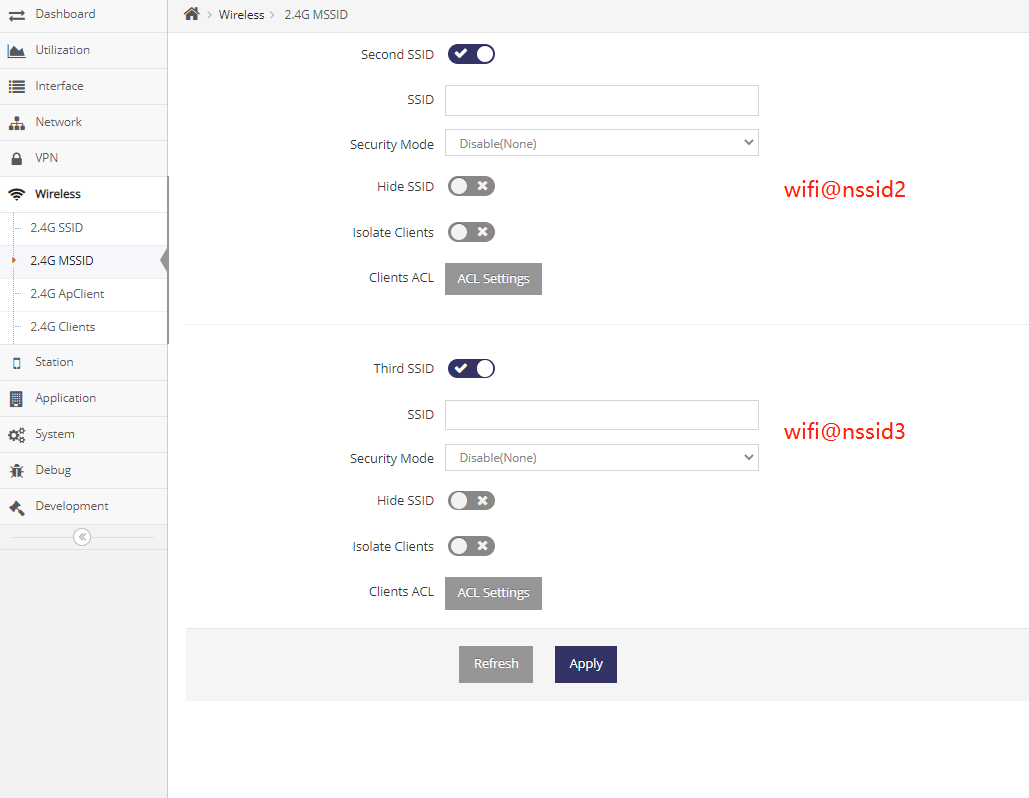 Dashboard
Utilization
Interface
Network
VPN
Wireless
2.4G SSID
2.4G MSSID
2.4G ApClient
2.4G Clients
Station
Application
System
Debug
Development
Wireless 2.4G MSSID
Second SSID
SSID
Security Mode Disable(None)
Hide SSID
wifi@nssid2
Isolate Clients
Clients ACL ACL Settings
Third SSID
SSID
wifi@nssid3
Security Mode Disable(None)
Hide SSID
Isolate Clients
Clients ACL ACL Settings
Refresh Apply